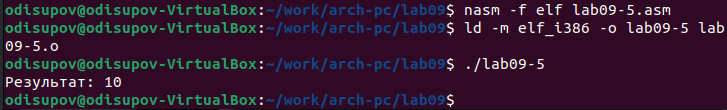 odisupov@odisupov-VirtualBox:~/work/arch-pc/lab09$ nasm -f elf lab09-5.asm
odisupov@odisupov-VirtualBox:~/work/arch-pc/lab09$ ld -m elf_i386 -o lab09-5 lab
09-5.o
odisupov@odisupov-VirtualBox:~/work/arch-pc/lab09$ ./lab09-5
Результат: 10
odisupov@odisupov-VirtualBox:~/work/arch-pc/lab09$